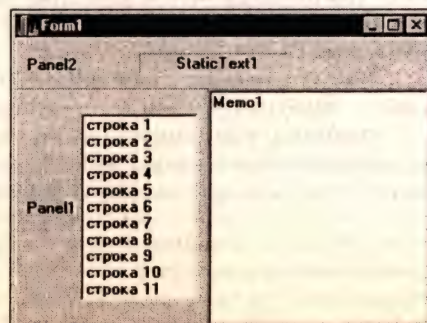 Form1
Panel2
StaticText1
Memo1
строка 1
строка 2
строка 3
строка 4
строка 5
Panel1
строка 6
строка 7
строка 8
строка 9
строка 10
строка 11